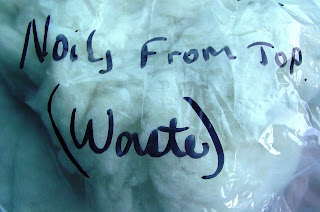 Noils From Top.
(Waste)